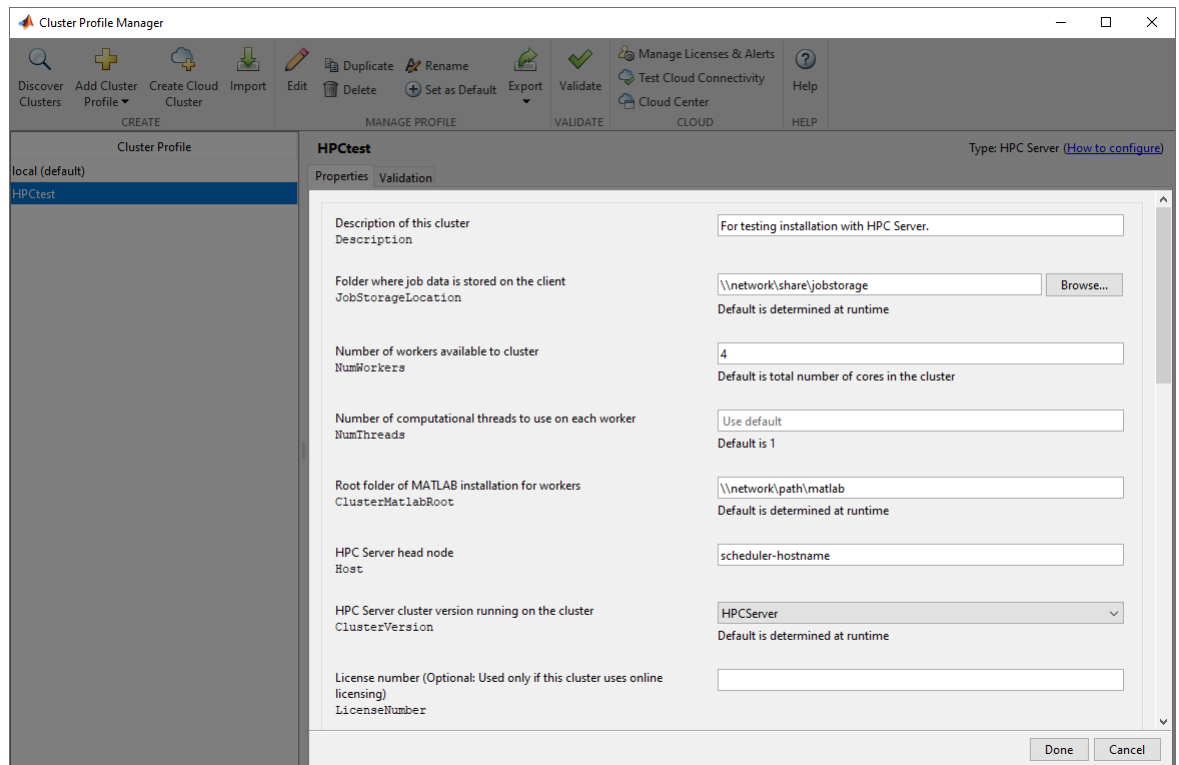 Cluster Profile Manager
Discover Clusters
Add Cluster Profile
Create Cloud Cluster
Import
CREATE
Edit
Duplicate
Delete
Rename
Set as Default
Export
MANAGE PROFILE
Validate
VALIDATE
Manage Licenses & Alerts
Test Cloud Connectivity
Cloud Center
CLOUD
Help
HELP
Cluster Profile
local (default)
HPCtest
HPCtest
Type: HPC Server (How to configure)
Properties
Validation
Description of this cluster
Description
For testing installation with HPC Server.
Folder where job data is stored on the client
JobStorageLocation
\\network\share\jobstorage
Browse...
Default is determined at runtime
Number of workers available to cluster
NumWorkers
4
Default is total number of cores in the cluster
Number of computational threads to use on each worker
NumThreads
Use default
Default is 1
Root folder of MATLAB installation for workers
ClusterMatlabRoot
\\network\path\matlab
Default is determined at runtime
HPC Server head node
Host
scheduler-hostname
HPC Server cluster version running on the cluster
ClusterVersion
HPCServer
Default is determined at runtime
License number (Optional: Used only if this cluster uses online
licensing)
LicenseNumber
Done
Cancel